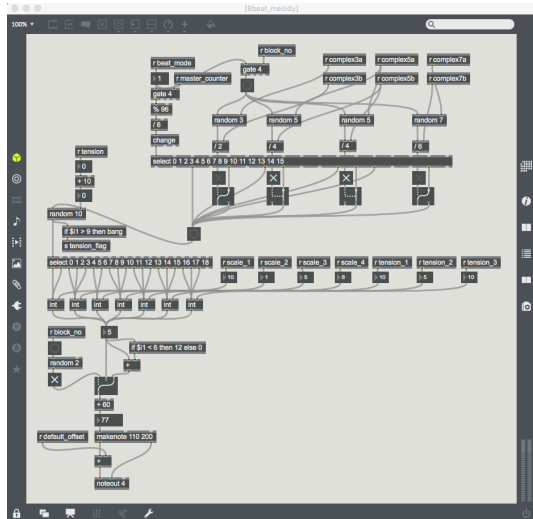 [8beat_melody]
100%
r block_no
r beat_mode
gate 4
r complex3a
r complex5a
r complex7a
1
r master_counter
r complex3b
r complex5b
r complex7b
gate 4
% 96
random 3
random 5
random 5
random 7
/ 6
change
/ 2
/ 4
/ 4
/ 6
r tension
select 0 1 2 3 4 5 6 7 8 9 10 11 12 13 14 15
0
+ 10
0
random 10
if $i1 > 9 then bang
s tension_flag
select 0 1 2 3 4 5 6 7 8 9 10 11 12 13 14 15 16 17 18
r scale_1
r scale_2
r scale_3
r scale_4
r tension_1
r tension_2
r tension_3
10
1
5
6
10
5
10
int
int
int
int
int
int
int
r block_no
5
if $i1 < 6 then 12 else 0
random 2
+
+ 60
77
r default_offset
makenote 110 200
+
noteout 4